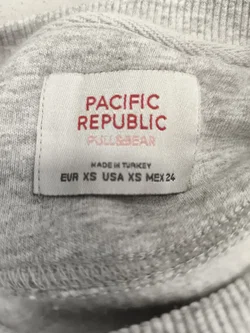 PACIFIC
REPUBLIC
PULL&BEAR
MADE IN TURKEY
EUR XS USA XS MEX 24